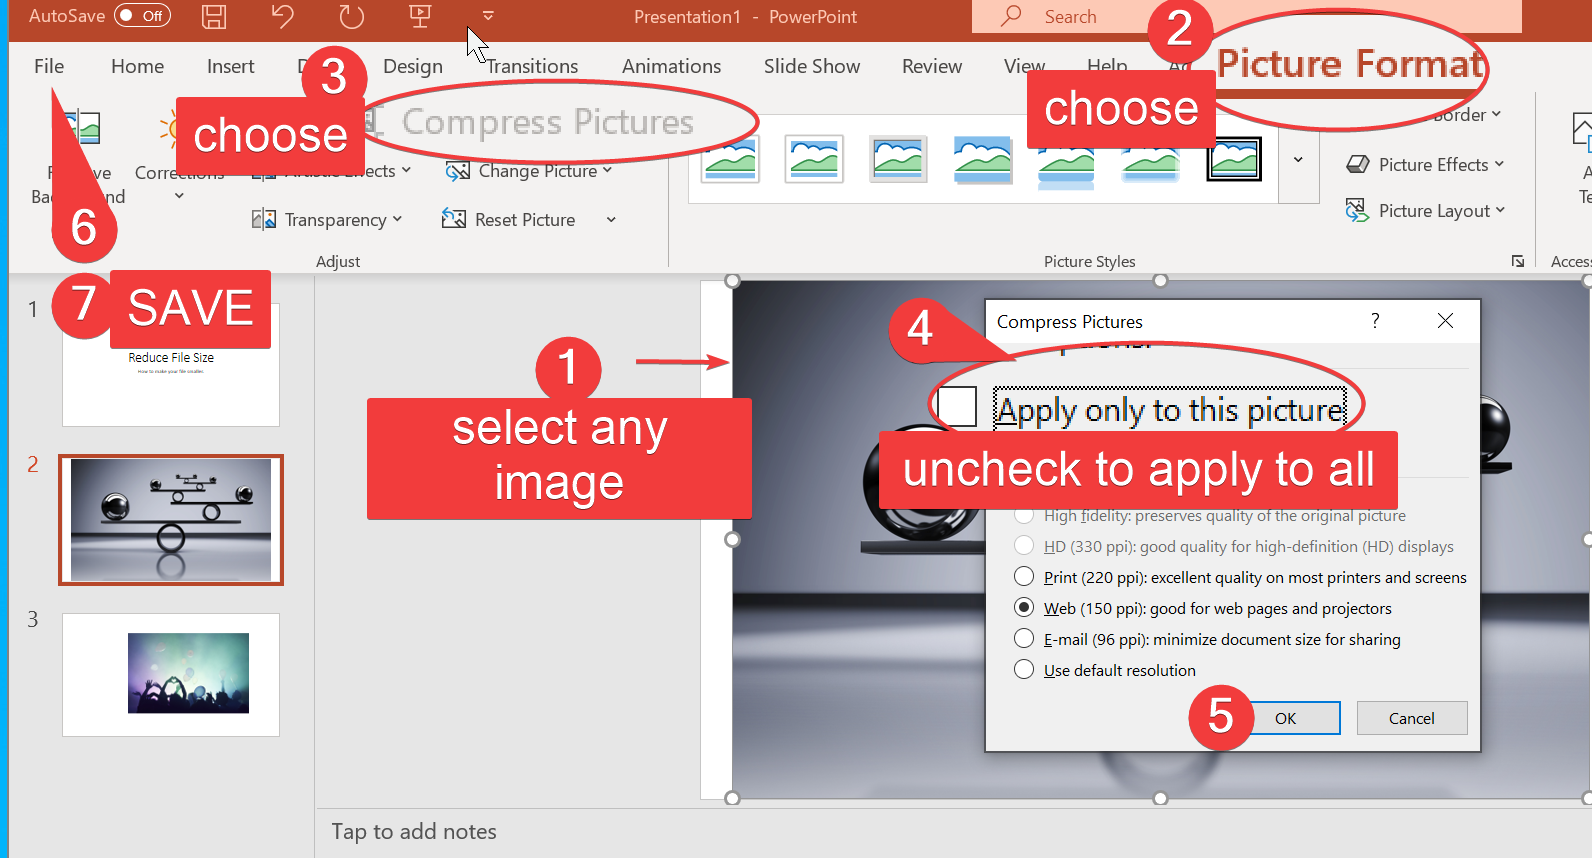 AutoSave Off Presentation1 - PowerPoint Search
2
File Home Insert Design Transitions Animations Slide Show Review View Help Picture Format
3
choose
Compress Pictures
choose
Border
Corrections
Change Picture
Picture Effects
Transparency
Reset Picture
Picture Layout
6
Adjust
Picture Styles
7
SAVE
1
Reduce File Size
How to make your file smaller.
2
3
1
select any
image
4
Compress Pictures ?
Apply only to this picture
uncheck to apply to all
High fidelity: preserves quality of the original picture
HD (330 ppi): good quality for high-definition (HD) displays
Print (220 ppi): excellent quality on most printers and screens
Web (150 ppi): good for web pages and projectors
E-mail (96 ppi): minimize document size for sharing
Use default resolution
5
OK
Cancel
Tap to add notes